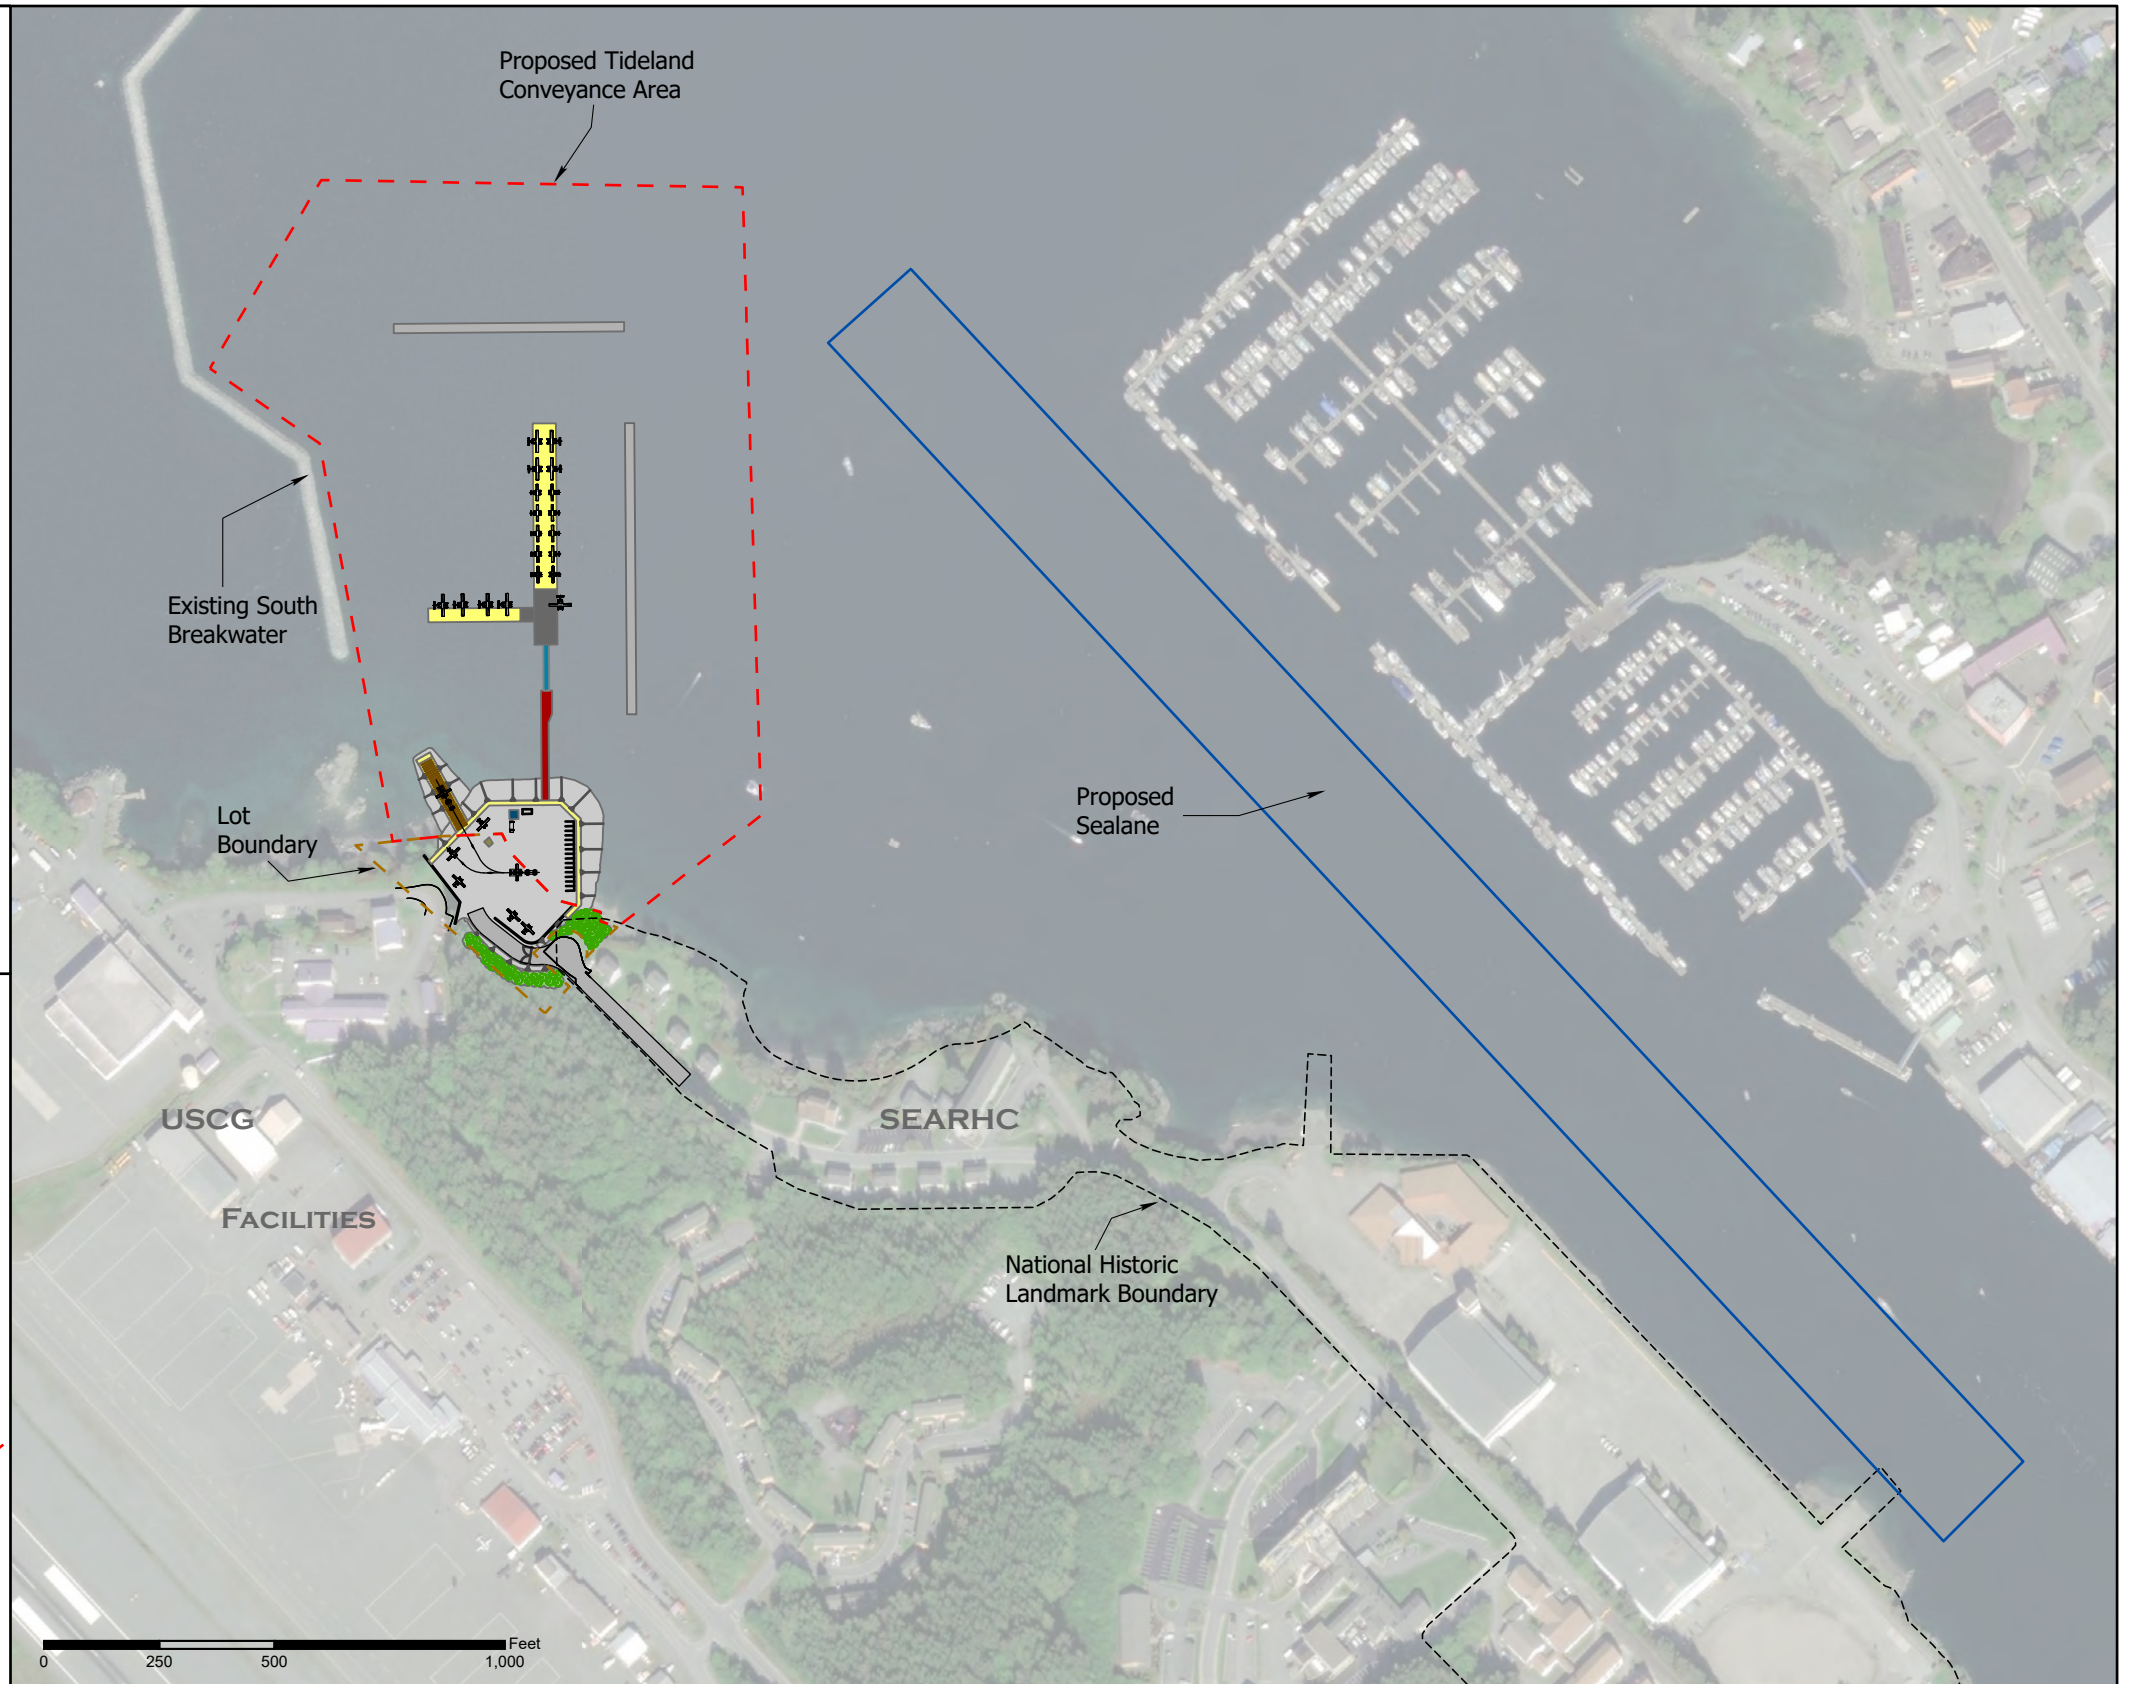 Proposed Tideland
Conveyance Area
Existing South
Breakwater
Lot
Boundary
Proposed
Sealane
USCG
FACILITIES
SEARHC
National Historic
Landmark Boundary
Feet
0 250 500 1,000